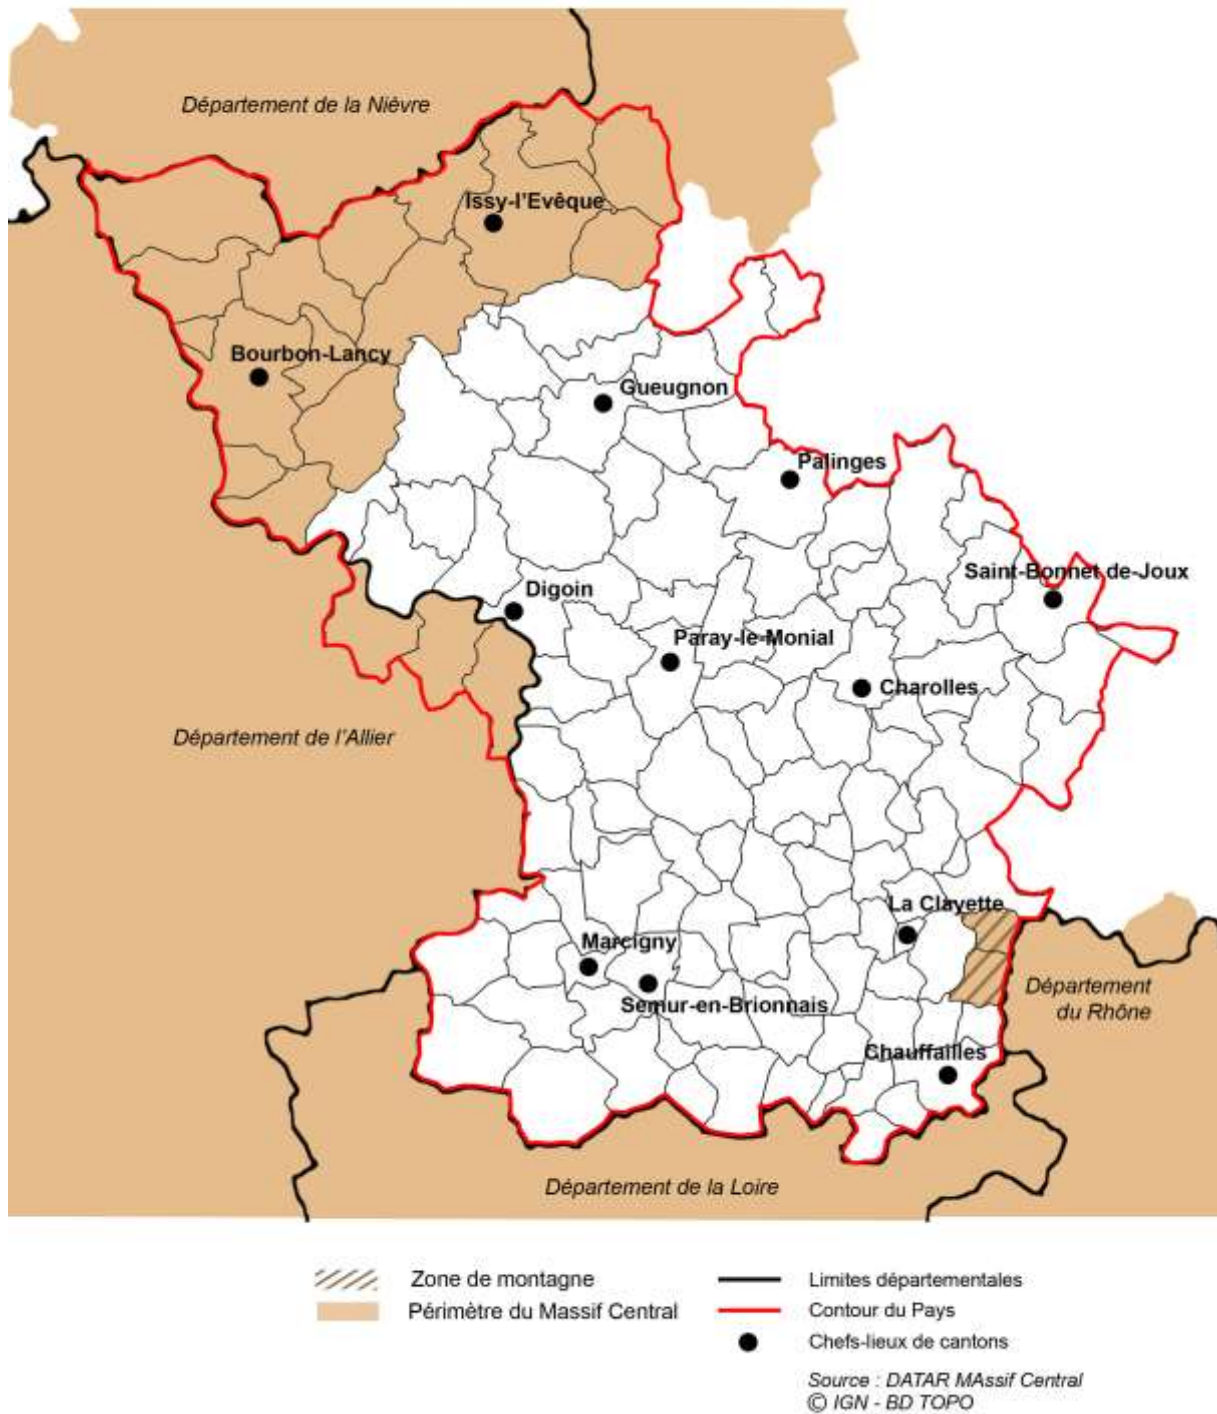 Département de la Nièvre
Issy-l'Evêque
Bourbon-Lancy
Gueugnon
Palinges
Saint-Bonnet-de-Joux
Digoin
Paray-le-Monial
Charolles
Département de l'Allier
La Clayette
Marcigny
Département
du Rhône
Semur-en-Brionnais
Chauffailles
Département de la Loire
Zone de montagne
Périmètre du Massif Central
Limites départementales
Contour du Pays
Chefs-lieux de cantons
Source : DATAR MAssif Central
© IGN - BD TOPO